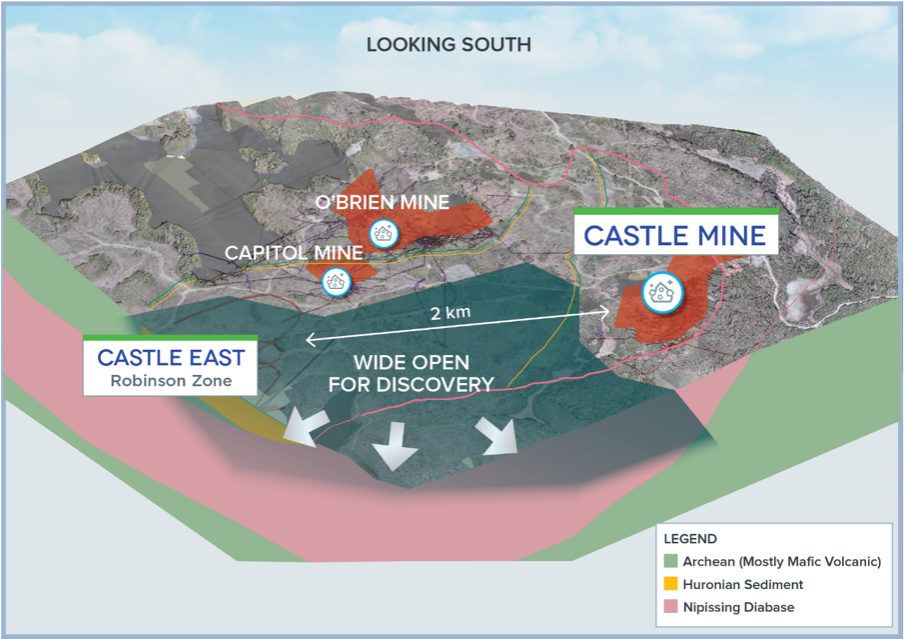 LOOKING SOUTH
O'BRIEN MINE
CAPITOL MINE
CASTLE MINE
2 km
CASTLE EAST
Robinson Zone
WIDE OPEN
FOR DISCOVERY
LEGEND
Archean (Mostly Mafic Volcanic)
Huronian Sediment
Nipissing Diabase